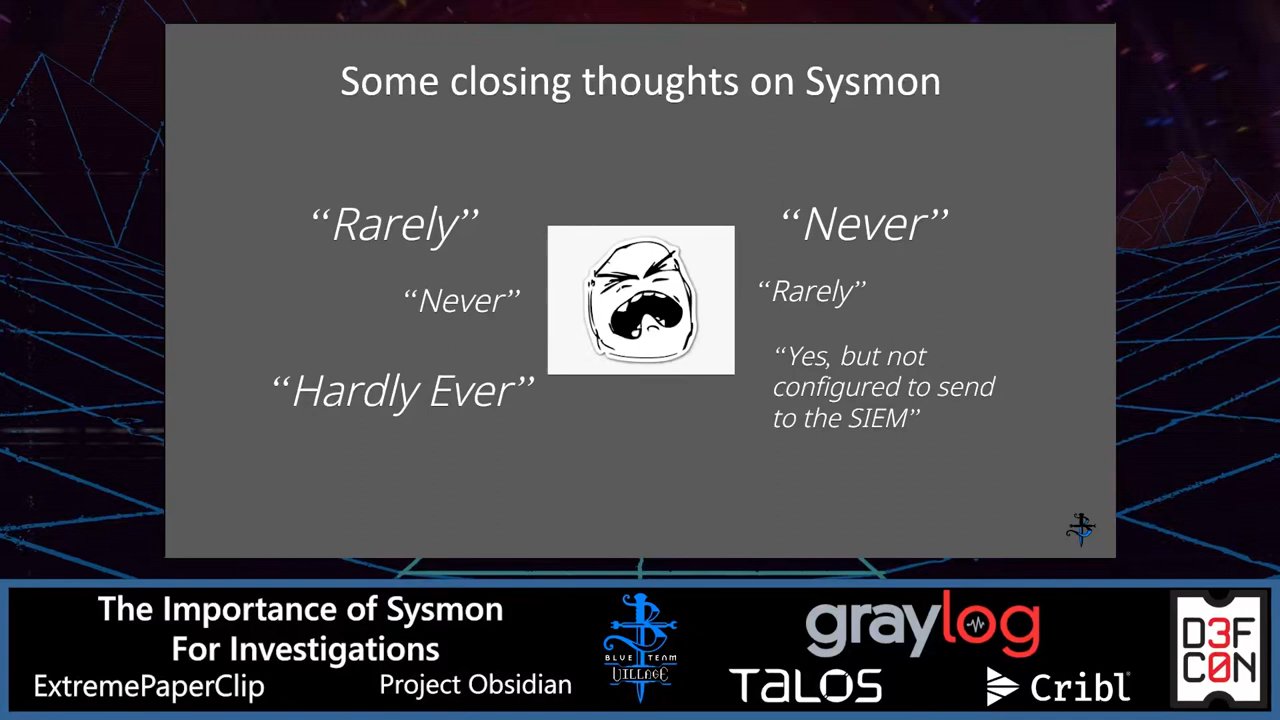 Some closing thoughts on Sysmon
“Rarely”
“Never”
“Never”
“Rarely”
“Hardly Ever”
“Yes, but not
configured to send
to the SIEM”
The Importance of Sysmon
For Investigations
ExtremePaperClip
Project Obsidian
BLUE TEAM
VILLAGE
graylog
TALOS
Cribl
D3F
C0N